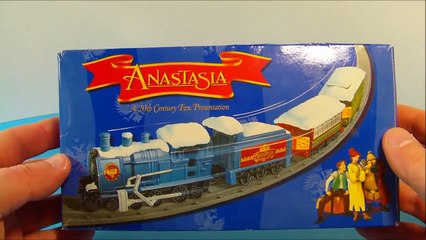 ANASTASIA
A 20th Century Fox Presentation